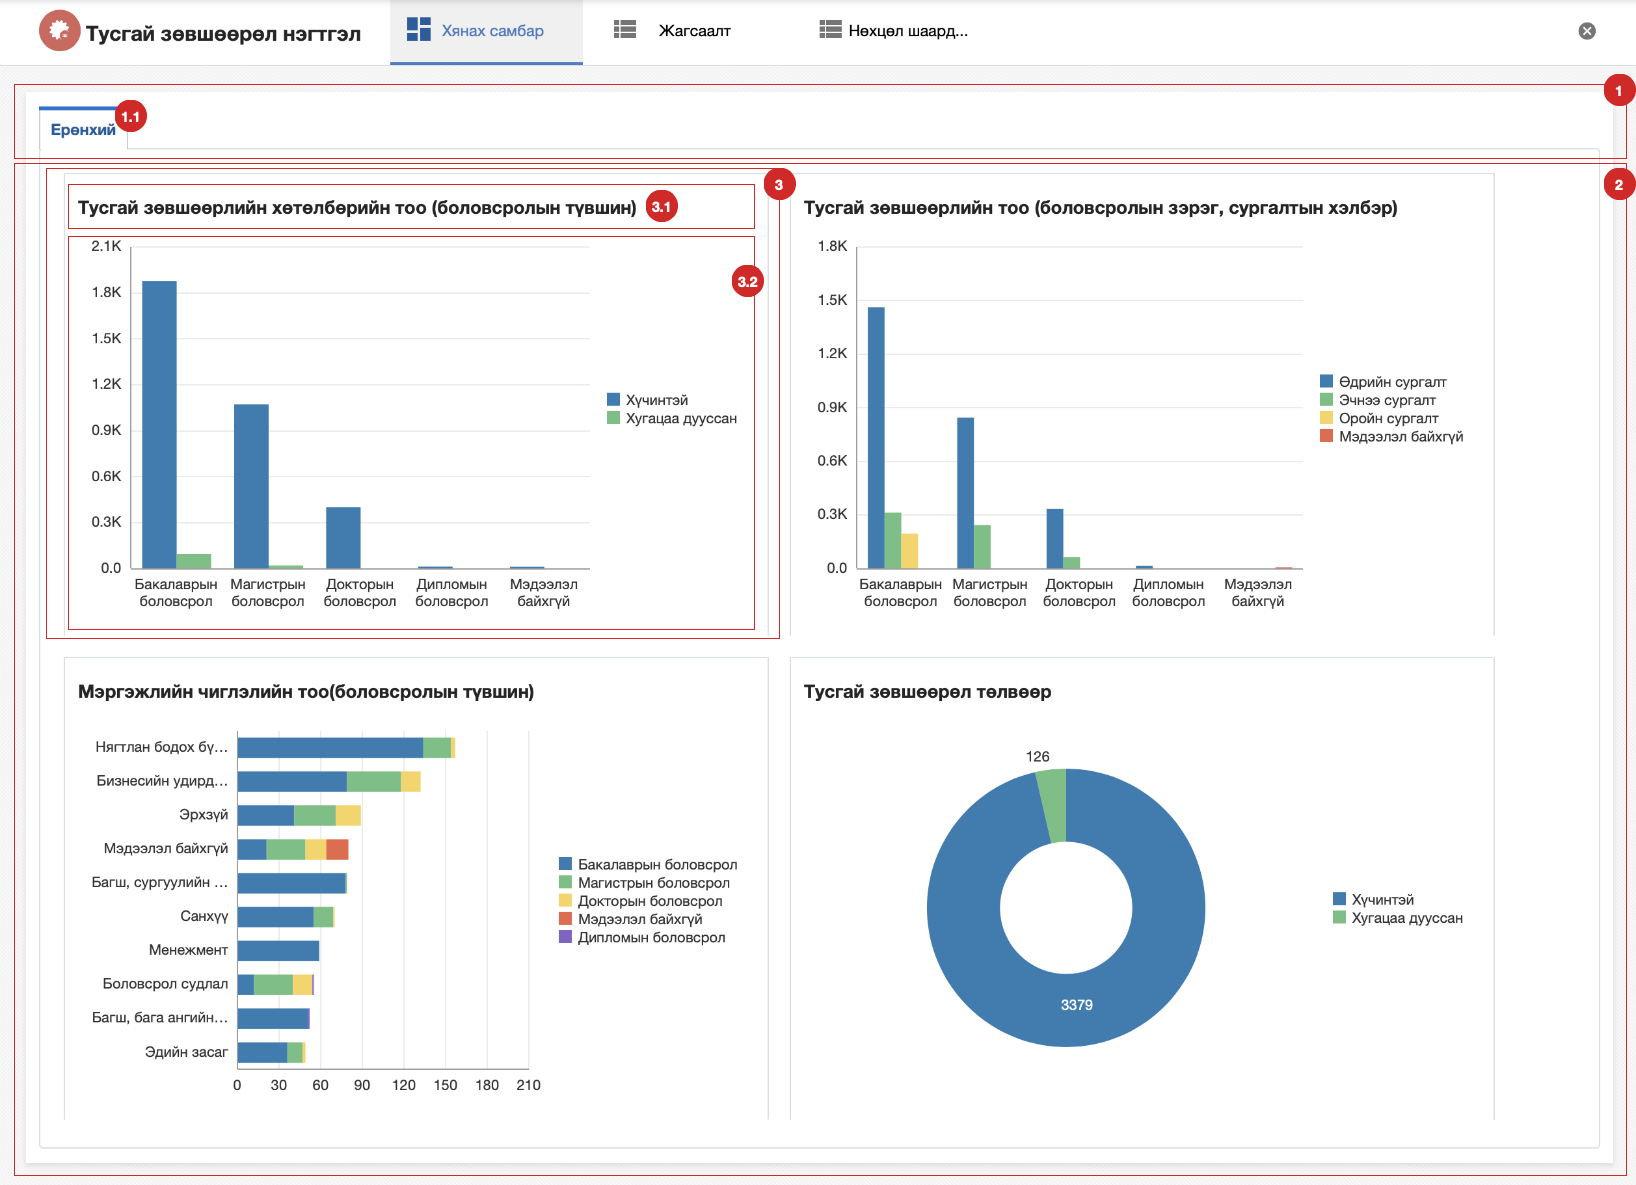 Тусгай зөвшөөрөл нэгтгэл
Хянах самбар
Жагсаалт
Нөхцөл шаард...
1
Ерөнхий
1.1
2
3
Тусгай зөвшөөрлийн хөтөлбөрийн тоо (боловсролын түвшин)
3.1
3.2
2.1K
1.8K
1.5K
1.2K
0.9K
0.6K
0.3K
0.0
Бакалаврын боловсрол
Магистрын боловсрол
Докторын боловсрол
Дипломын боловсрол
Мэдээлэл байхгүй
Хүчинтэй
Хугацаа дууссан
Тусгай зөвшөөрлийн тоо (боловсролын зэрэг, сургалтын хэлбэр)
1.8K
1.5K
1.2K
0.9K
0.6K
0.3K
0.0
Бакалаврын боловсрол
Магистрын боловсрол
Докторын боловсрол
Дипломын боловсрол
Мэдээлэл байхгүй
Өдрийн сургалт
Эчнээ сургалт
Оройн сургалт
Мэдээлэл байхгүй
Мэргэжлийн чиглэлийн тоо(боловсролын түвшин)
Нягтлан бодох бү...
Бизнесийн удирд...
Эрхзүй
Мэдээлэл байхгүй
Багш, сургуулийн ...
Санхүү
Менежмент
Боловсрол судлал
Багш, бага ангийн...
Эдийн засаг
0 30 60 90 120 150 180 210
Бакалаврын боловсрол
Магистрын боловсрол
Докторын боловсрол
Мэдээлэл байхгүй
Дипломын боловсрол
Тусгай зөвшөөрөл төлвөөр
126
3379
Хүчинтэй
Хугацаа дууссан